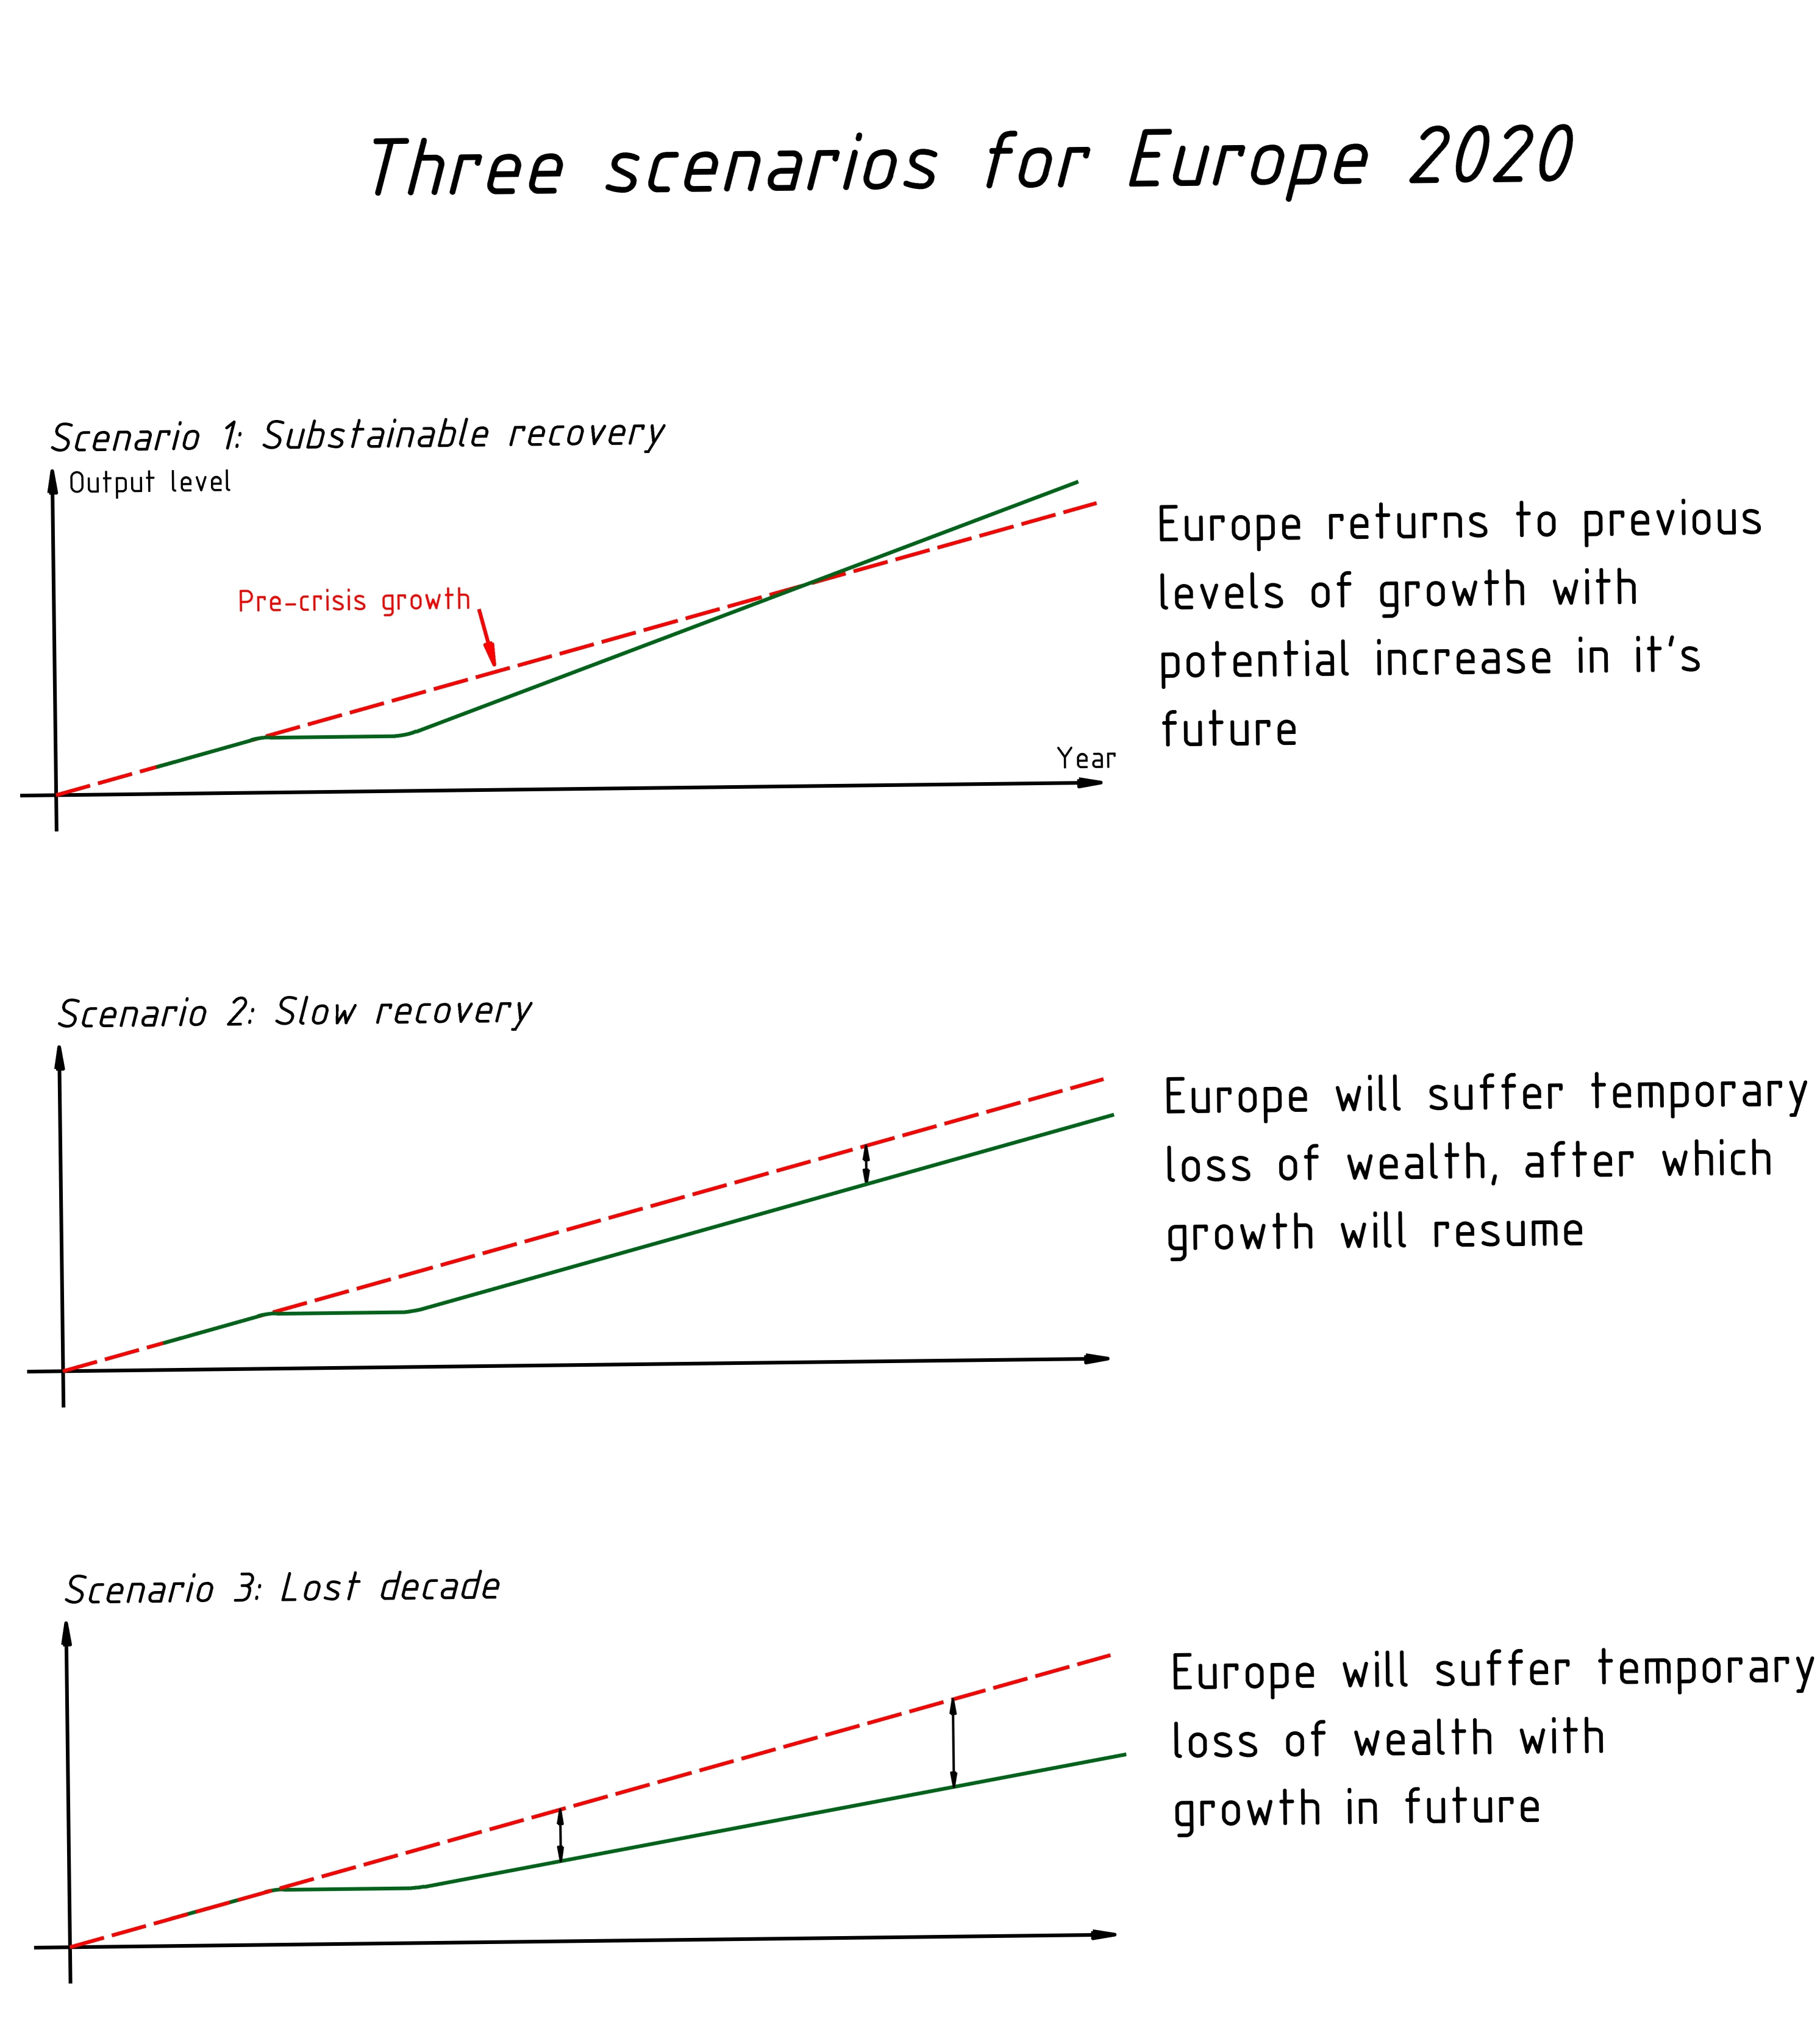 Three scenarios for Europe 2020
Scenario 1: Substainable recovery
Output level
Pre-crisis growth
Year
Europe returns to previous
levels of growth with
potential increase in it's
future
Scenario 2: Slow recovery
Europe will suffer temporary
loss of wealth, after which
growth will resume
Scenario 3: Lost decade
Europe will suffer temporary
loss of wealth with
growth in future